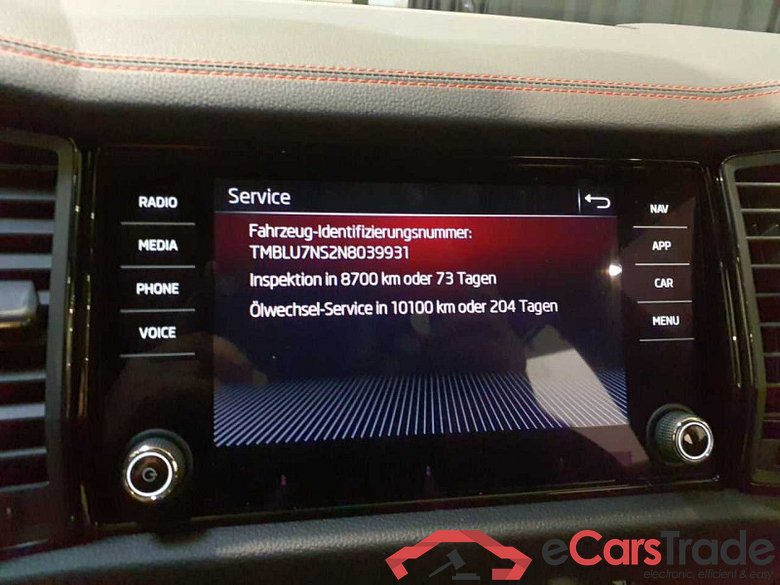 Service
RADIO
MEDIA
PHONE
VOICE
Fahrzeug-Identifizierungsnummer:
TMBLU7NS2N8039931
Inspektion in 8700 km oder 73 Tagen
Ölwechsel-Service in 10100 km oder 204 Tagen
NAV
APP
CAR
MENU
eCarsTrade
electronic, efficient & easy